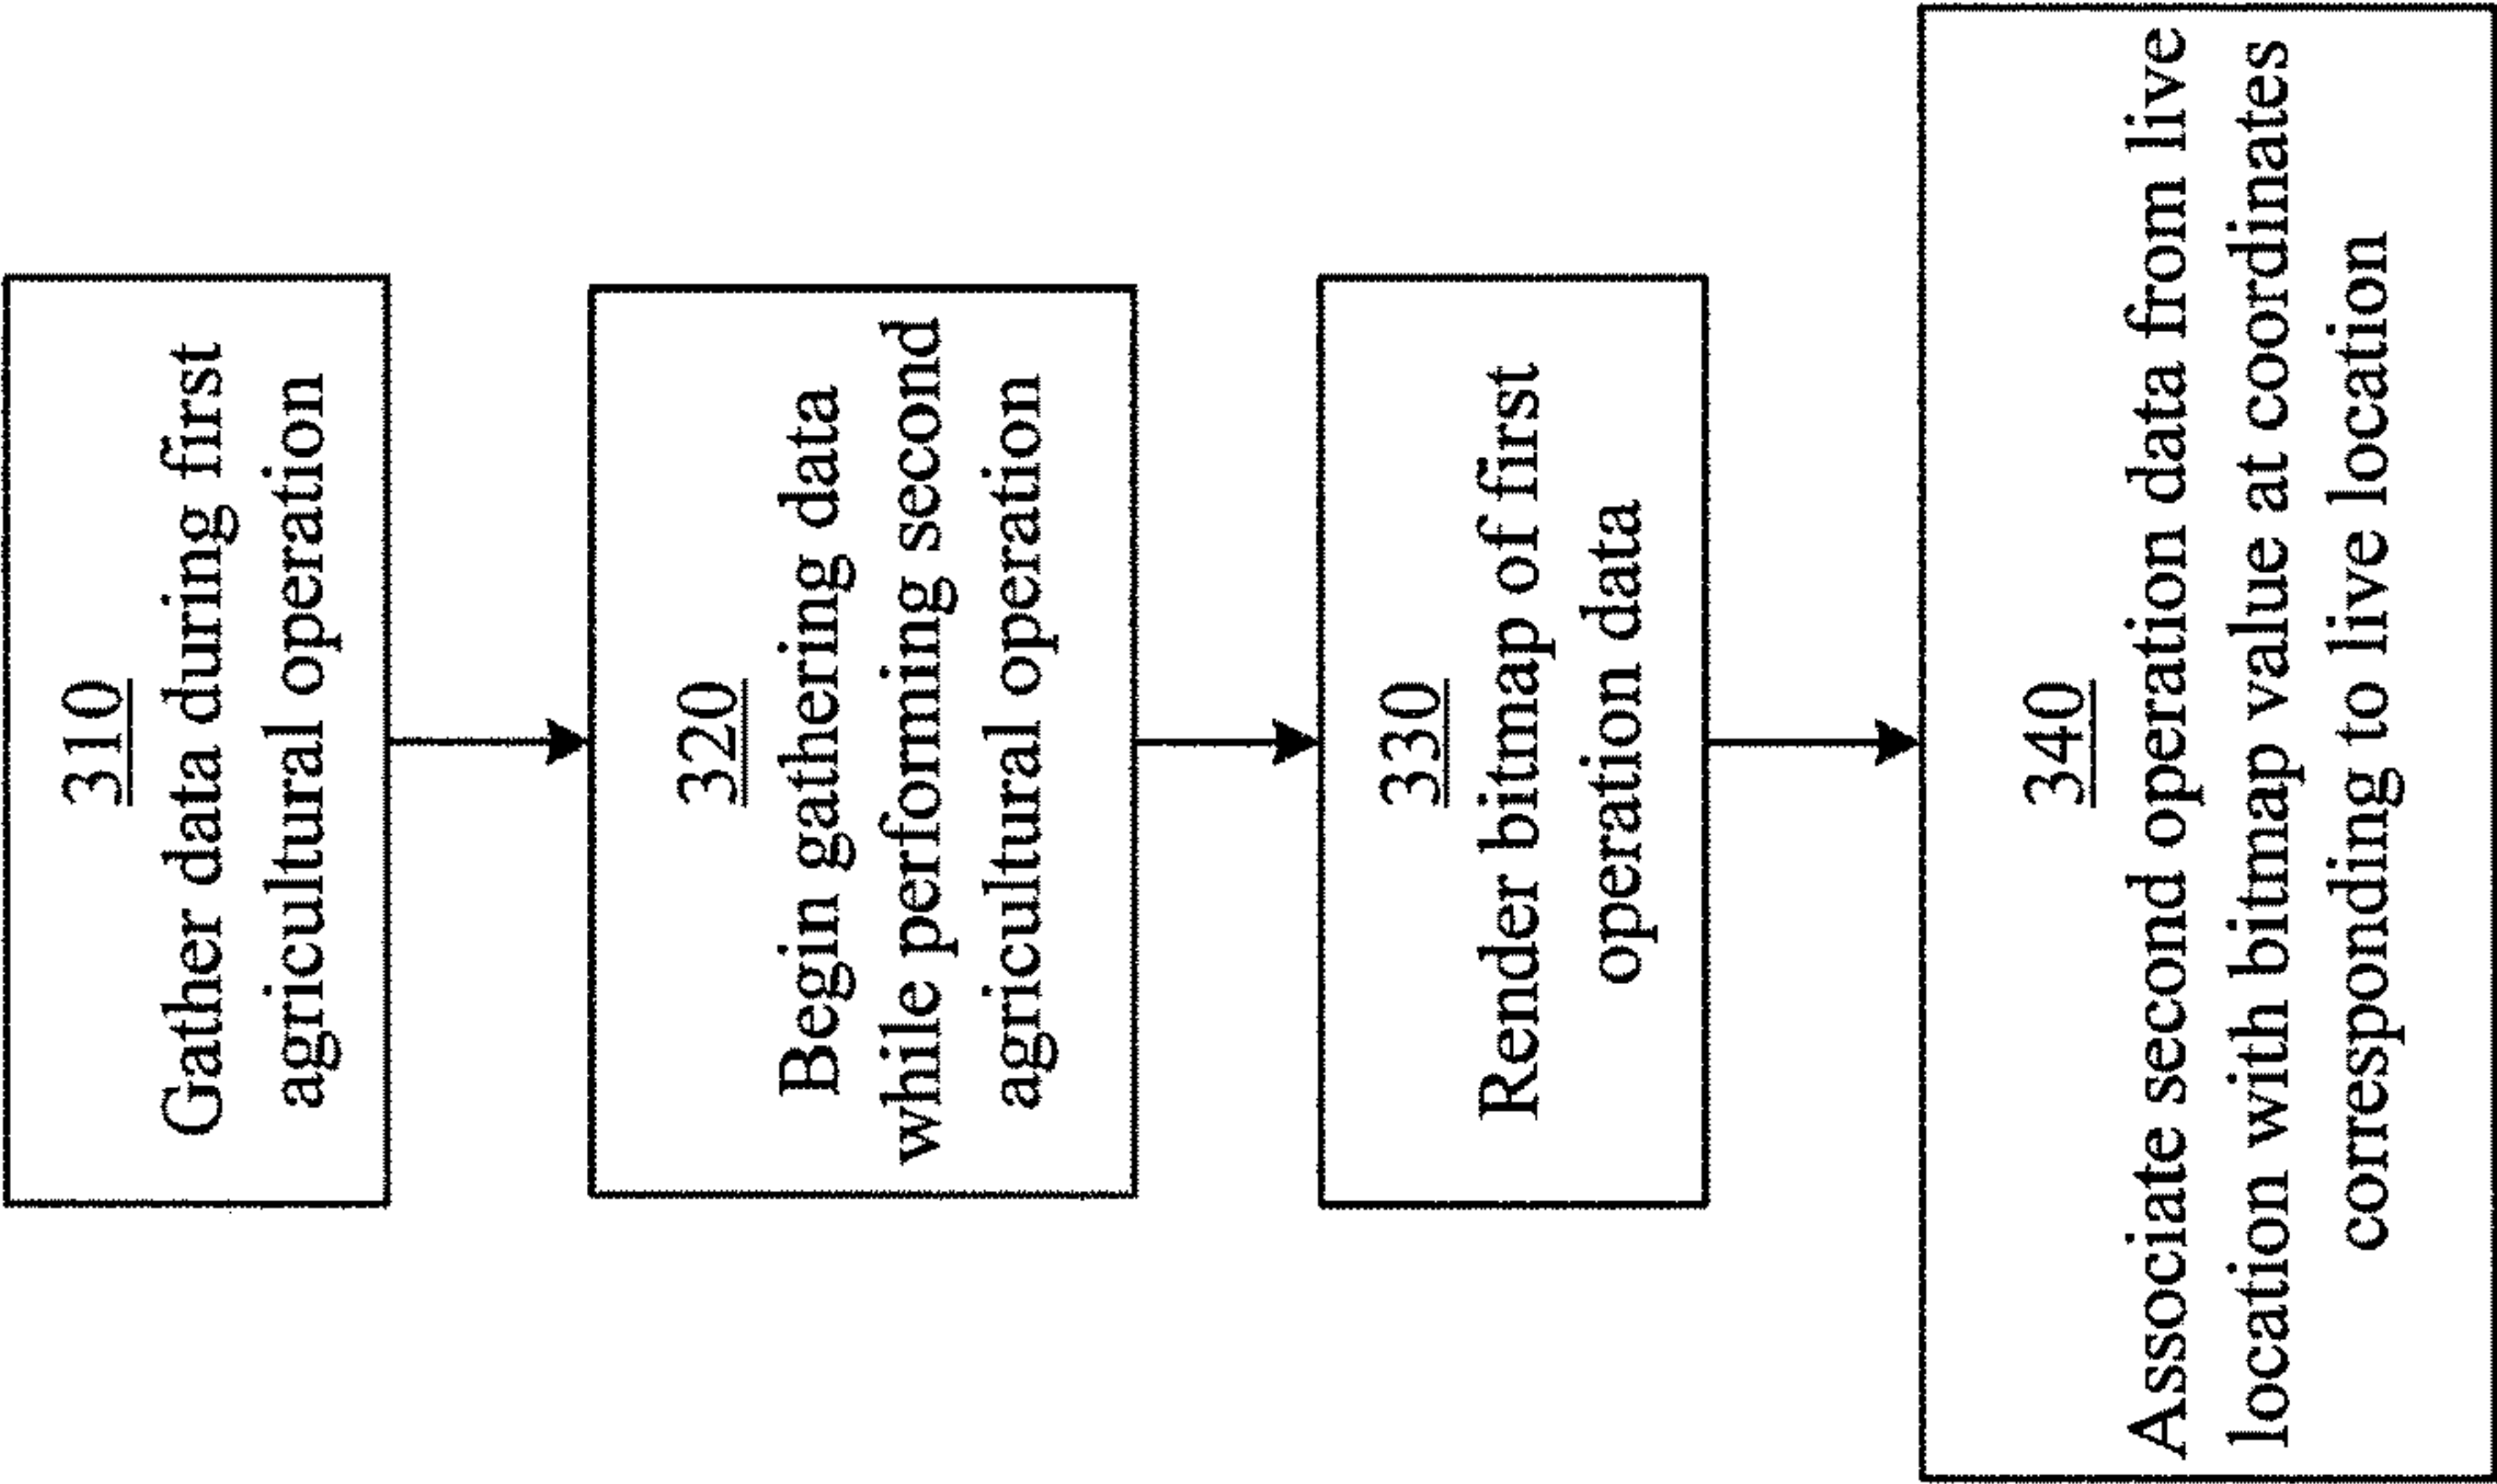 310
Gather data during first
agricultural operation
320
Begin gathering data
while performing second
agricultural operation
330
Render bitmap of first
operation data
340
Associate second operation data from live
location with bitmap value at coordinates
corresponding to live location